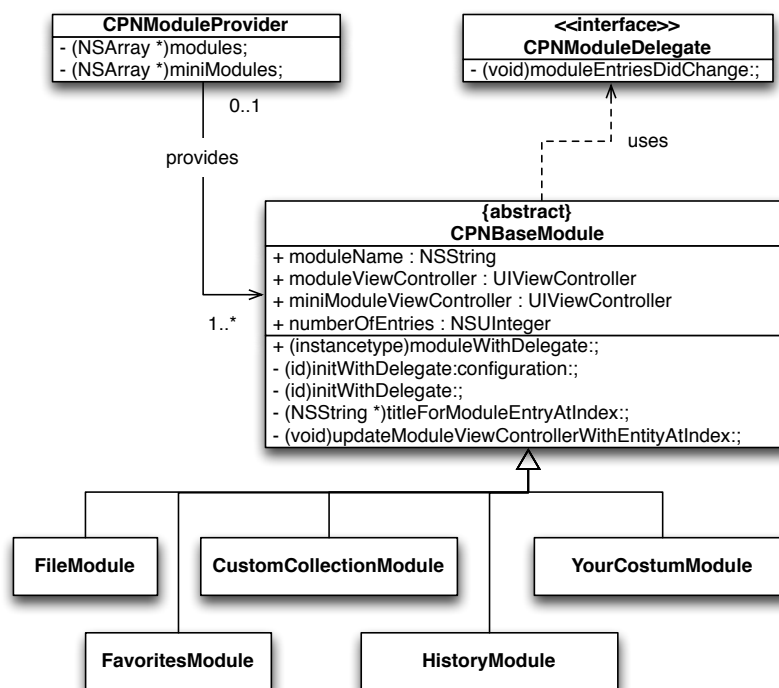 CPNModuleProvider
- (NSArray *)modules;
- (NSArray *)miniModules;
<<interface>>
CPNModuleDelegate
- (void)moduleEntriesDidChange:;
0..1
provides
uses
{abstract}
CPNBaseModule
+ moduleName : NSString
+ moduleViewController : UIViewController
+ miniModuleViewController : UIViewController
+ numberOfEntries : NSUInteger
1..*
+ (instancetype)moduleWithDelegate:;
- (id)initWithDelegate:configuration:;
- (id)initWithDelegate:;
- (NSString *)titleForModuleEntryAtIndex:;
- (void)updateModuleViewControllerWithEntityAtIndex:;
FileModule
CustomCollectionModule
YourCostumModule
FavoritesModule
HistoryModule